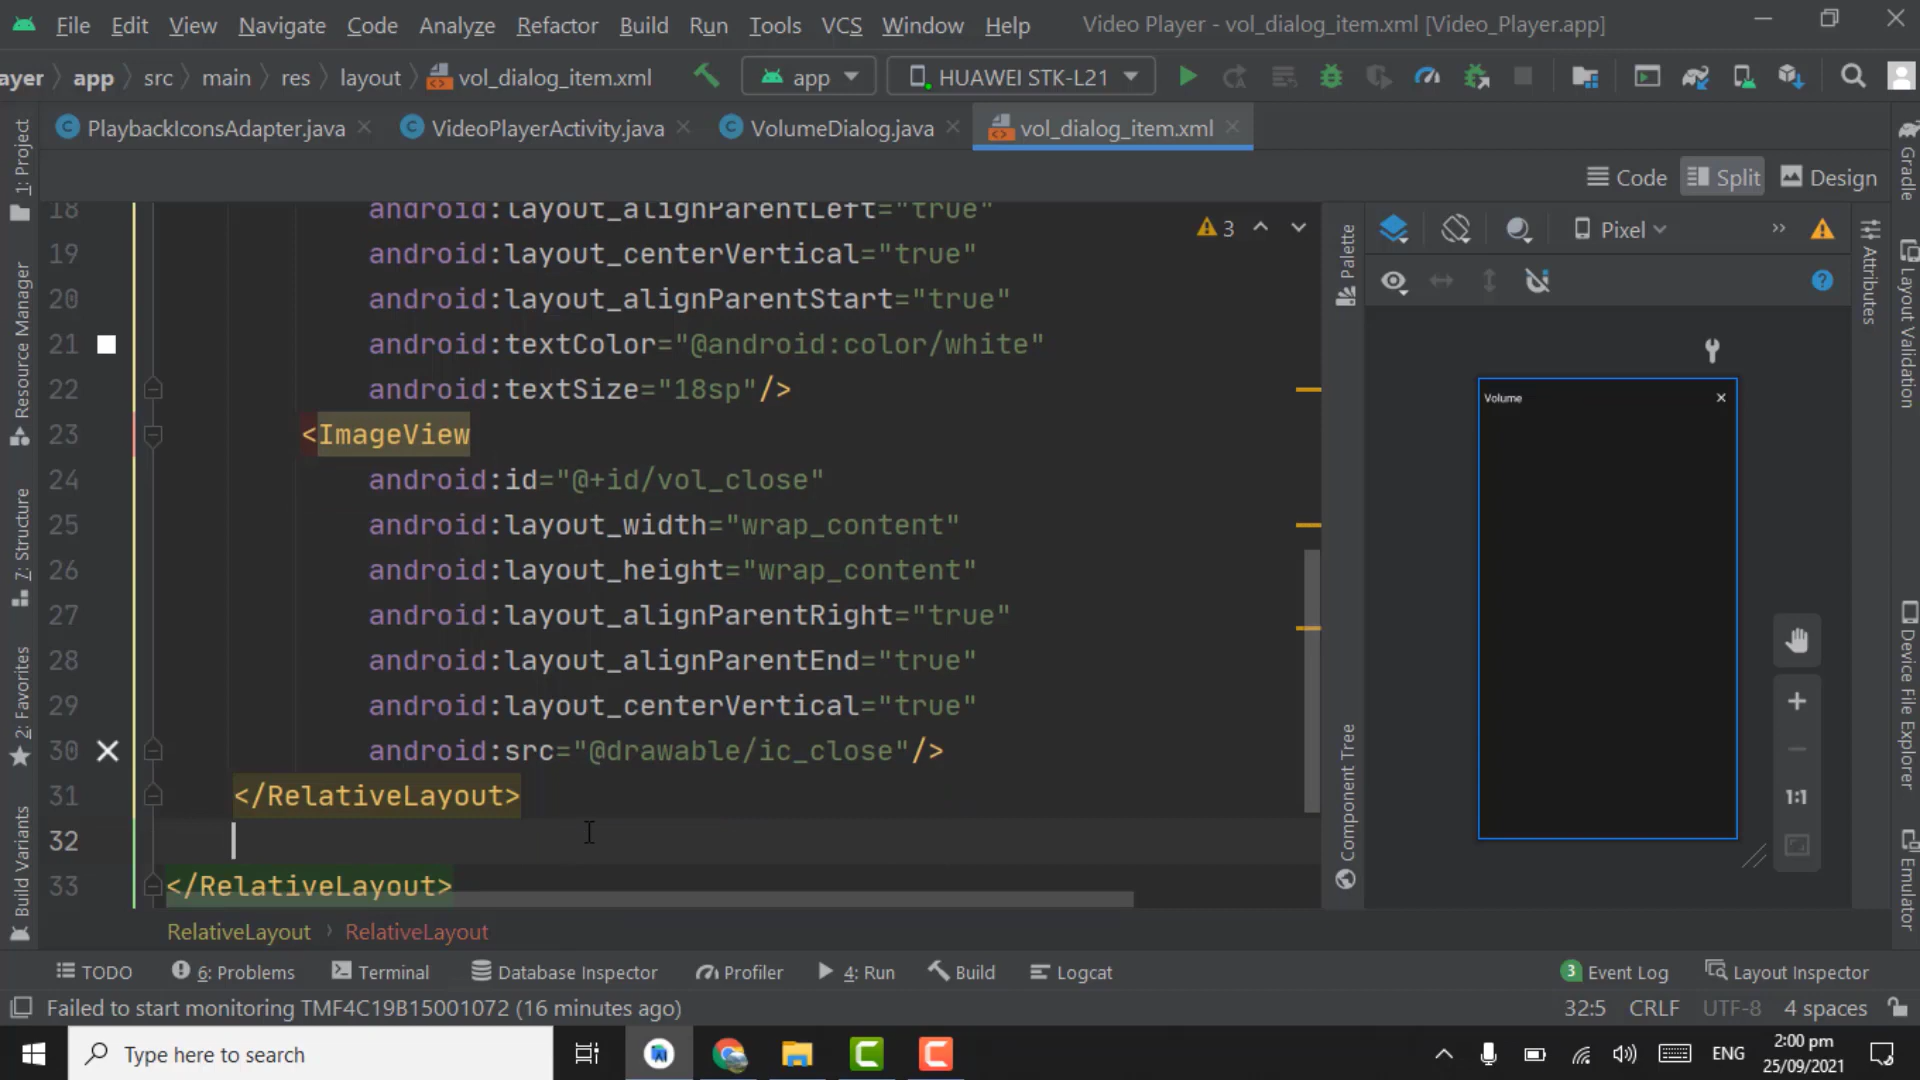 File Edit View Navigate Code Analyze Refactor Build Run Tools VCS Window Help Video Player - vol_dialog_item.xml [Video_Player.app]
ayer app src main res layout vol_dialog_item.xml app HUAWEI STK-L21
PlaybackIconsAdapter.java VideoPlayerActivity.java VolumeDialog.java vol_dialog_item.xml
Code Split Design
18 android:layout_alignParentLeft="true"
19 android:layout_centerVertical="true"
20 android:layout_alignParentStart="true"
21 android:textColor="@android:color/white"
22 android:textSize="18sp"/>
23 <ImageView
24 android:id="@+id/vol_close"
25 android:layout_width="wrap_content"
26 android:layout_height="wrap_content"
27 android:layout_alignParentRight="true"
28 android:layout_alignParentEnd="true"
29 android:layout_centerVertical="true"
30 android:src="@drawable/ic_close"/>
31 </RelativeLayout>
32
33 </RelativeLayout>
3
RelativeLayout › RelativeLayout
1: Project
Resource Manager
7: Structure
2: Favorites
Build Variants
Palette
Component Tree
Pixel
Volume
1:1
Attributes
Gradle
Layout Validation
Device File Explorer
Emulator
TODO 6: Problems Terminal Database Inspector Profiler 4: Run Build Logcat 3 Event Log Layout Inspector
Failed to start monitoring TMF4C19B15001072 (16 minutes ago) 32:5 CRLF UTF-8 4 spaces
Type here to search ENG 2:00 pm
25/09/2021